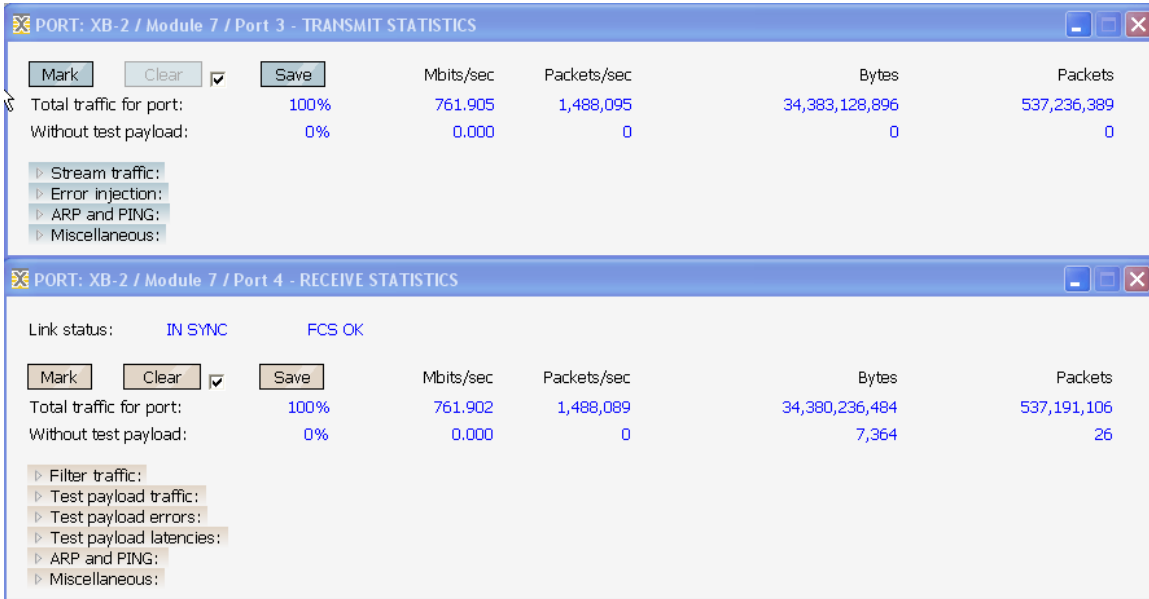 PORT: XB-2 / Module 7 / Port 3 - TRANSMIT STATISTICS
Mark Clear Save Mbits/sec Packets/sec Bytes Packets
Total traffic for port: 100% 761.905 1,488,095 34,383,128,896 537,236,389
Without test payload: 0% 0.000 0 0 0
Stream traffic:
Error injection:
ARP and PING:
Miscellaneous:
PORT: XB-2 / Module 7 / Port 4 - RECEIVE STATISTICS
Link status: IN SYNC FCS OK
Mark Clear Save Mbits/sec Packets/sec Bytes Packets
Total traffic for port: 100% 761.902 1,488,089 34,380,236,484 537,191,106
Without test payload: 0% 0.000 0 7,364 26
Filter traffic:
Test payload traffic:
Test payload errors:
Test payload latencies:
ARP and PING:
Miscellaneous: